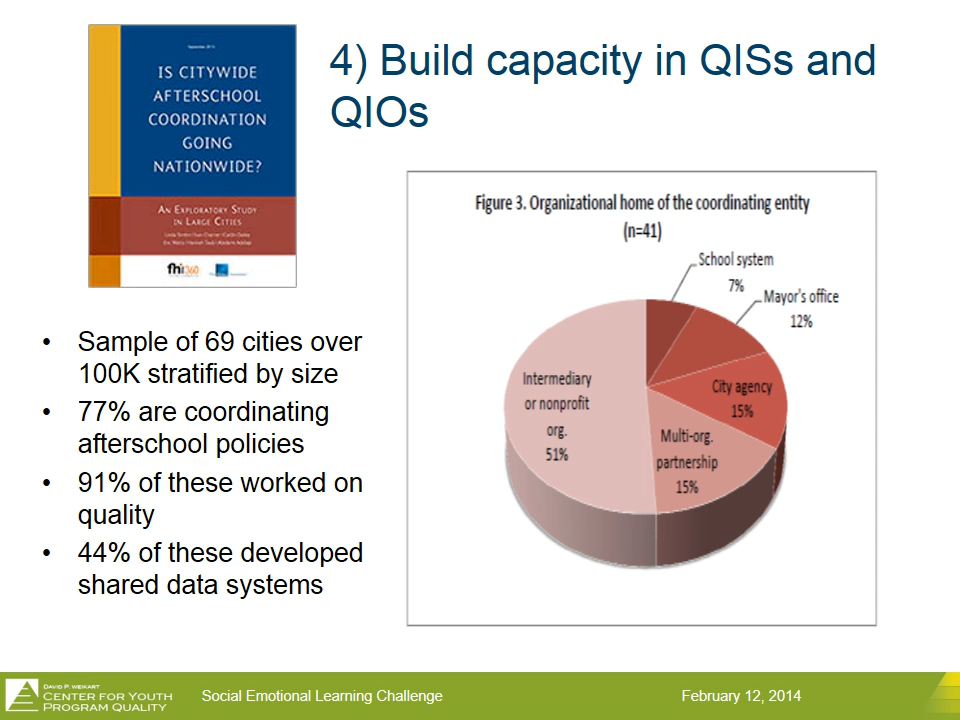 4) Build capacity in QISs and
QIOs
September 2013
IS CITYWIDE
AFTERSCHOOL
COORDINATION
GOING
NATIONWIDE?
AN EXPLORATORY STUDY
IN LARGE CITIES
fhi360
• Sample of 69 cities over
100K stratified by size
• 77% are coordinating
afterschool policies
• 91% of these worked on
quality
• 44% of these developed
shared data systems
Figure 3. Organizational home of the coordinating entity
(n=41)
School system
7%
Mayor's office
12%
City agency
15%
Multi-org.
partnership
15%
Intermediary
or nonprofit
org.
51%
DAVID P. WEIKART
CENTER FOR YOUTH
PROGRAM QUALITY
Social Emotional Learning Challenge
February 12, 2014